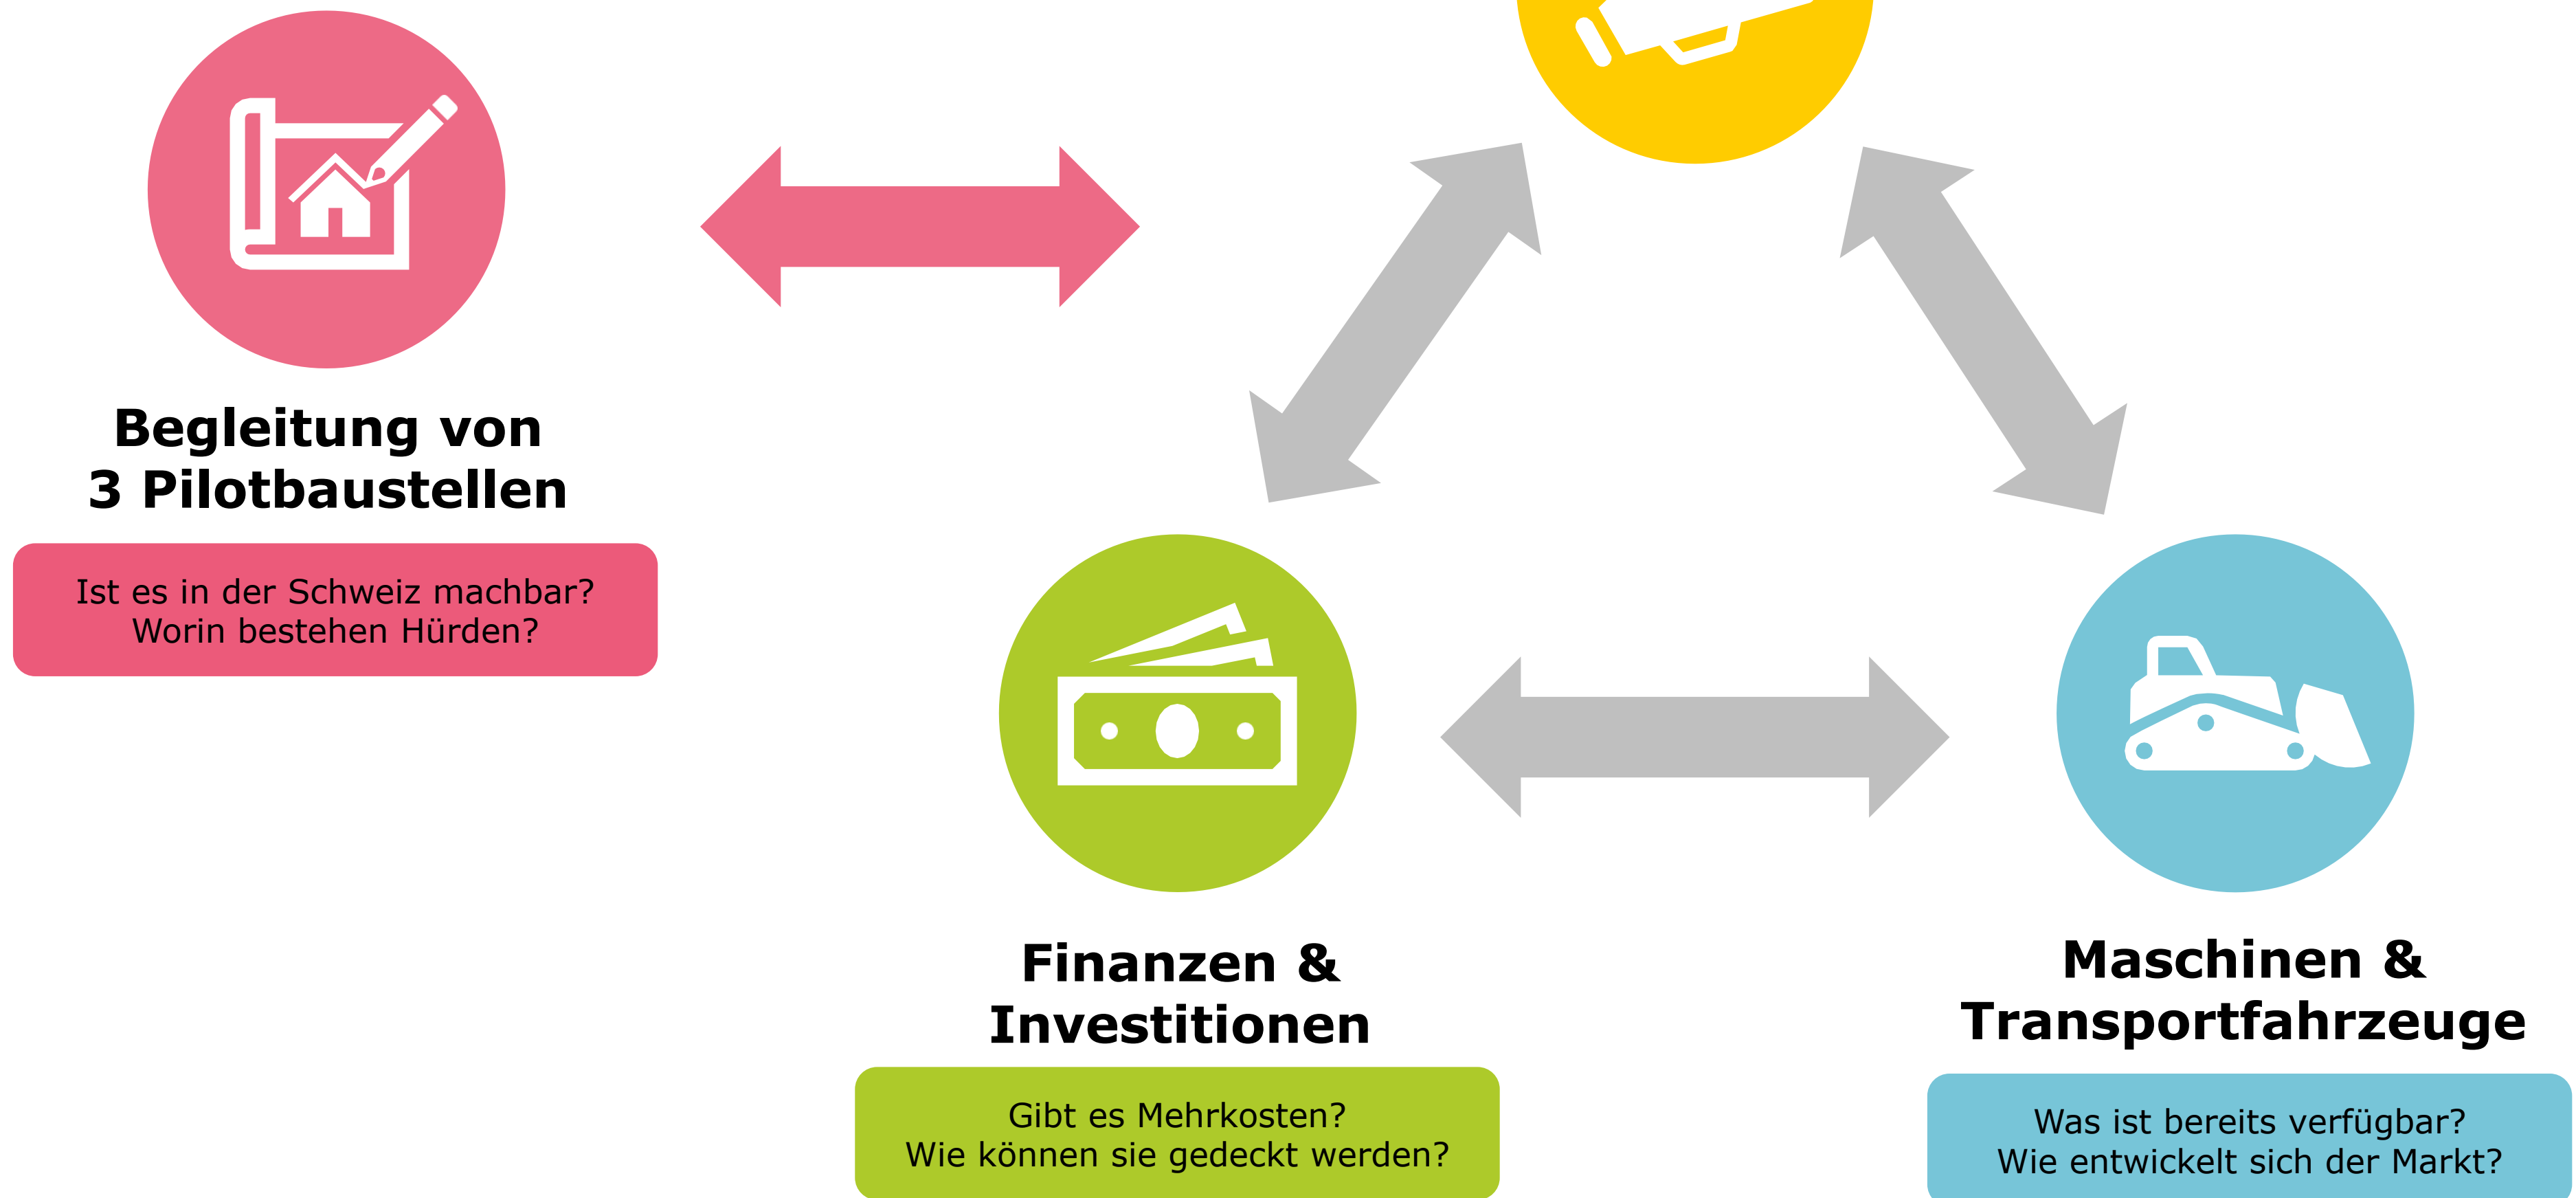 Begleitung von
3 Pilotbaustellen
Ist es in der Schweiz machbar?
Worin bestehen Hürden?
Finanzen &
Investitionen
Gibt es Mehrkosten?
Wie können sie gedeckt werden?
Maschinen &
Transportfahrzeuge
Was ist bereits verfügbar?
Wie entwickelt sich der Markt?